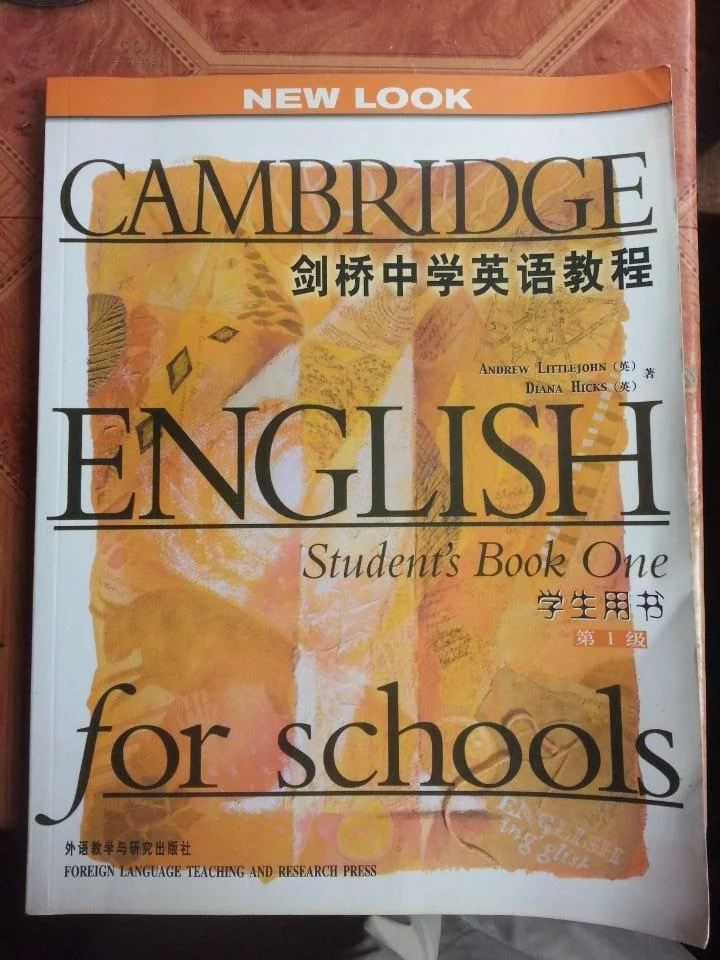 NEW LOOK
CAMBRIDGE
剑桥中学英语教程
ANDREW LITTLEJOHN (英)
DIANA HICKS (英) 著
ENGLISH
Student's Book One
学生用书
第1级
for schools
ENGLISH
外语教学与研究出版社
FOREIGN LANGUAGE TEACHING AND RESEARCH PRESS